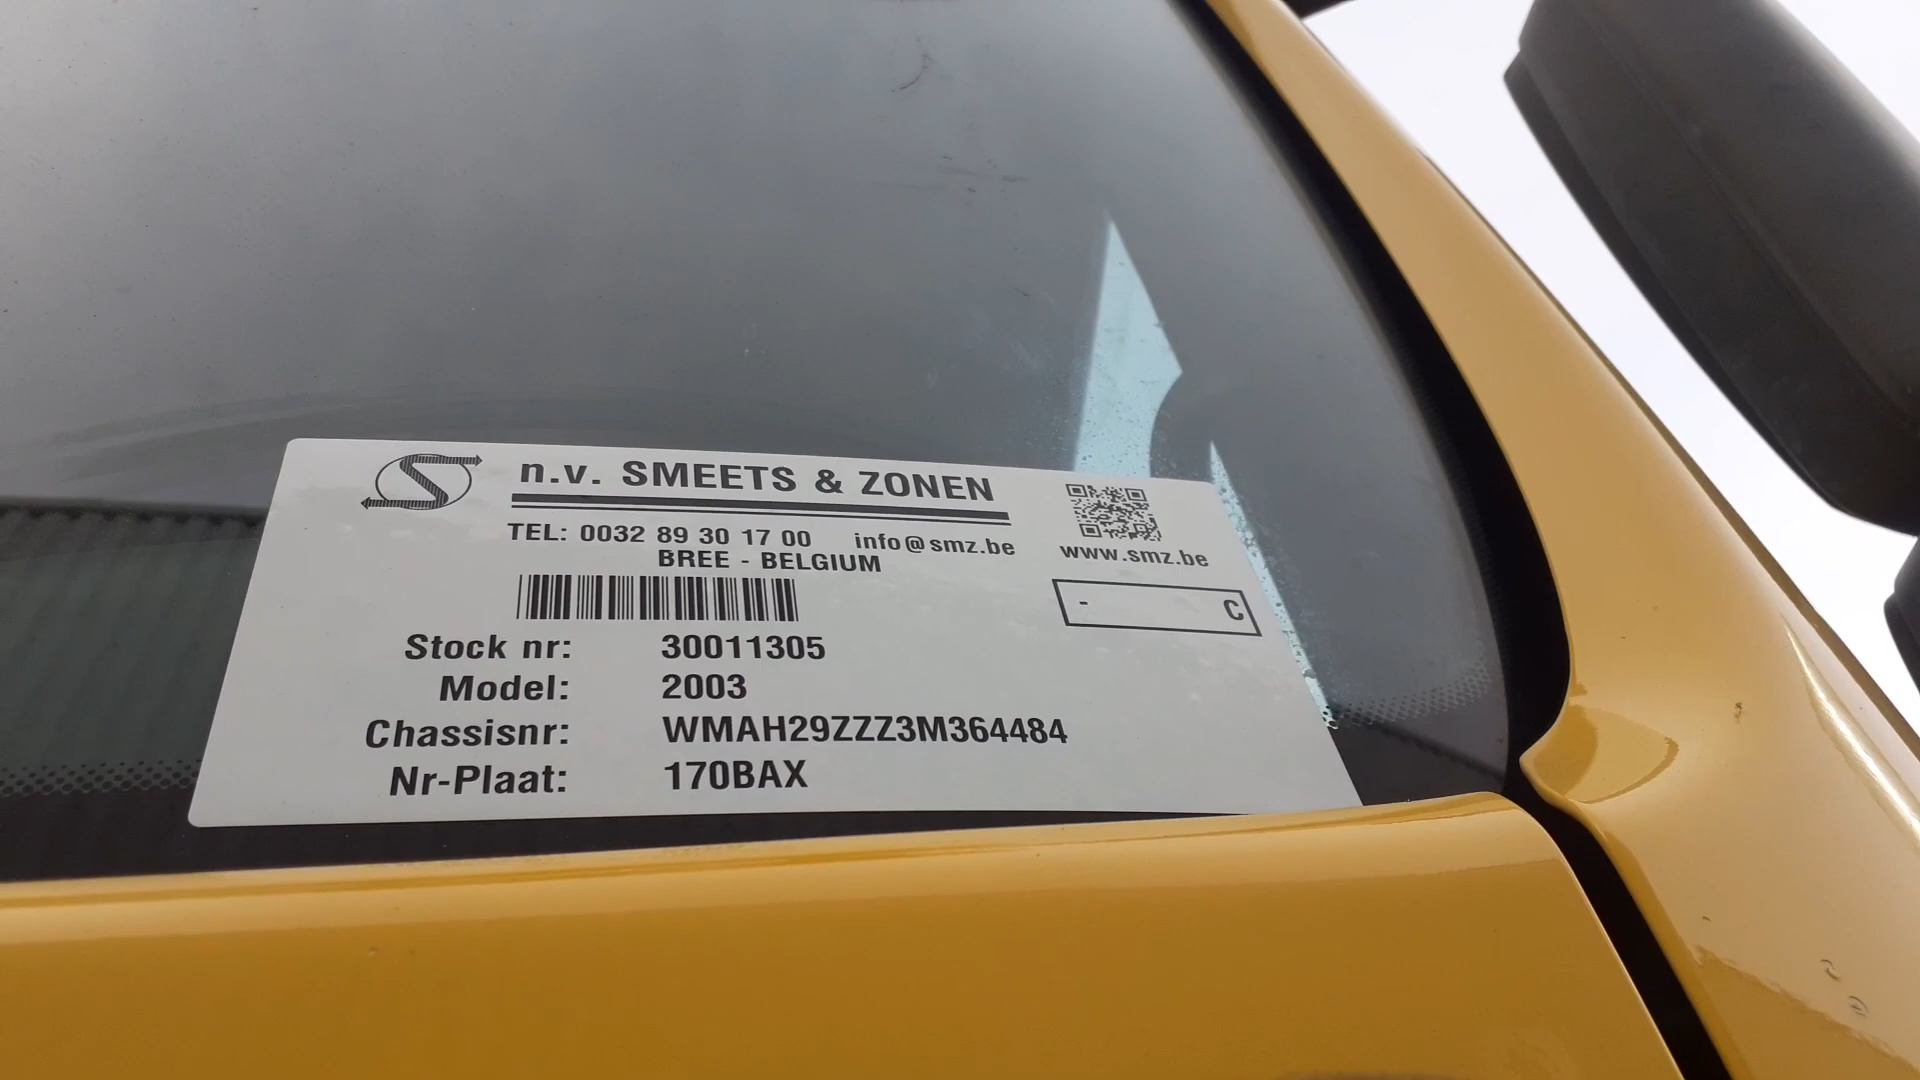 n.v. SMEETS & ZONEN
TEL: 0032 89 30 17 00 info@smz.be
BREE - BELGIUM
www.smz.be
- C
Stock nr: 30011305
Model: 2003
Chassisnr: WMAH29ZZZ3M364484
Nr-Plaat: 170BAX